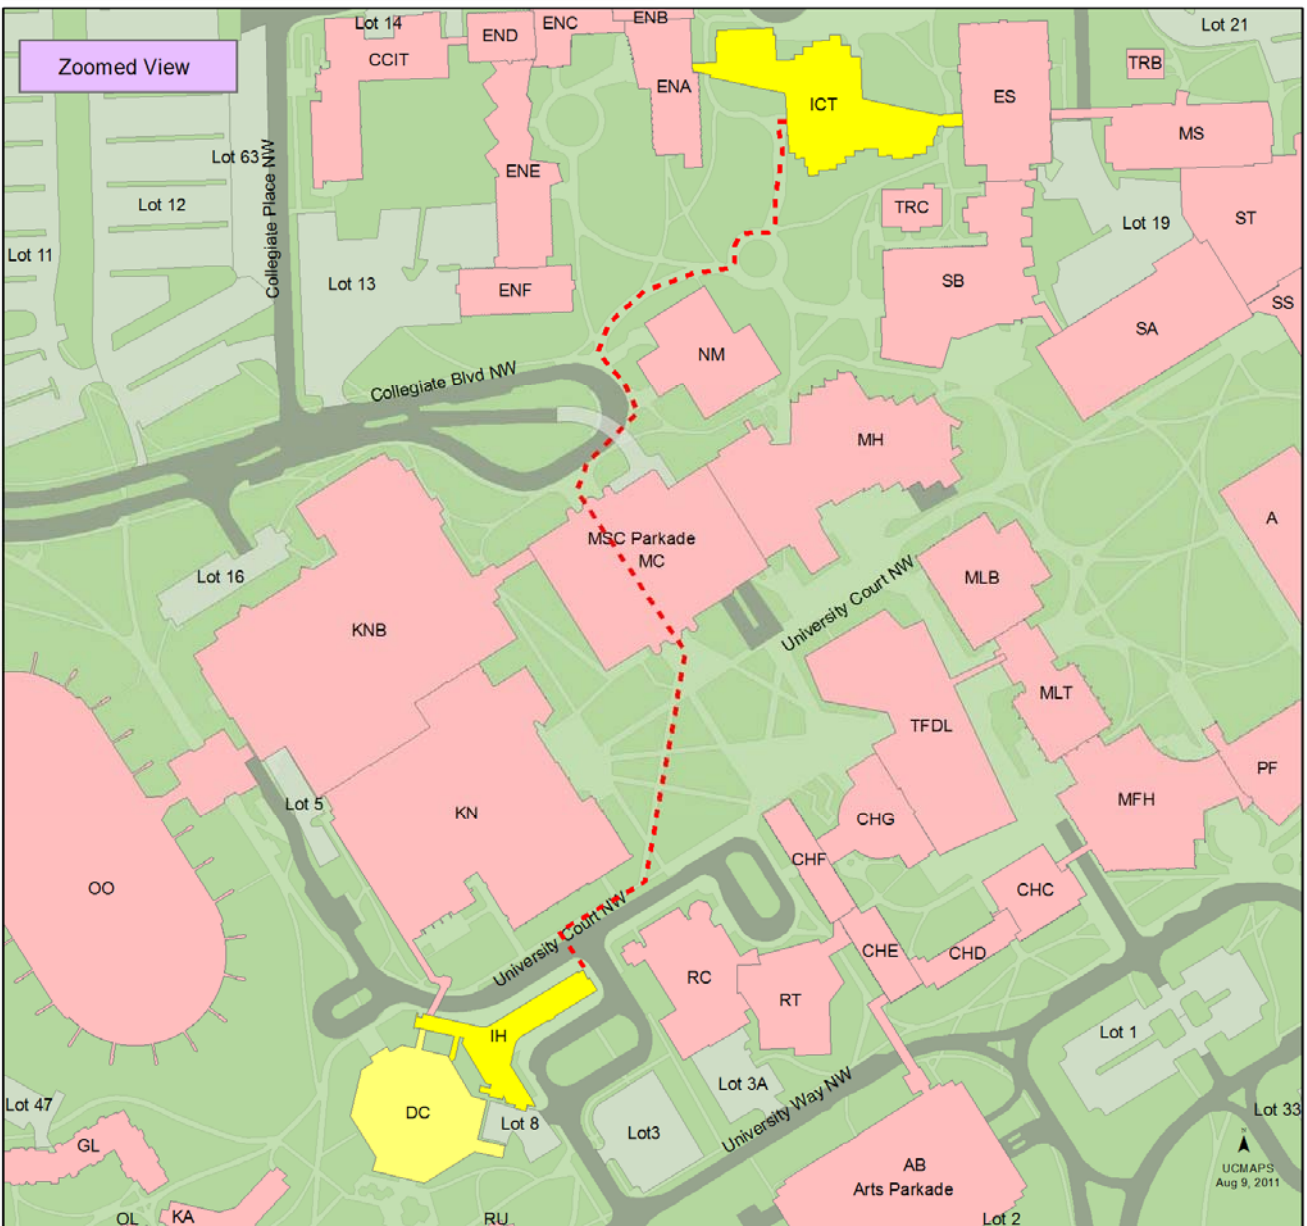 Zoomed View
Lot 14
CCIT
END
ENC
ENB
ENA
ICT
ES
TRB
Lot 21
MS
Lot 63
Collegiate Place NW
Lot 12
ENE
TRC
Lot 19
ST
Lot 11
Lot 13
ENF
SB
SS
SA
NM
Collegiate Blvd NW
MH
A
MSC Parkade
MC
Lot 16
KNB
University Court NW
MLB
MLT
TFDL
PF
MFH
Lot 5
KN
CHG
CHF
CHC
OO
University Court NW
CHE
CHD
RC
RT
IH
Lot 1
Lot 3A
University Way NW
Lot 47
DC
Lot 8
Lot3
Lot 33
GL
AB
Arts Parkade
N
UCMAPS
Aug 9, 2011
OL
KA
RU
Lot 2